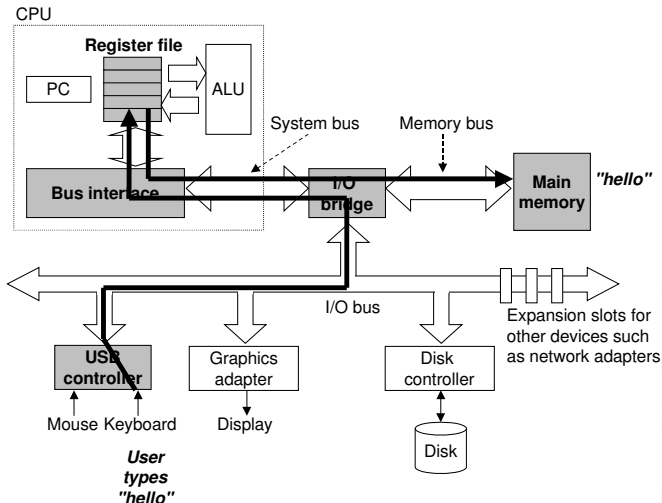 CPU
Register file
PC
ALU
System bus
Memory bus
Bus interface
I/O
bridge
Main
memory
"hello"
I/O bus
Expansion slots for
other devices such
as network adapters
USB
controller
Graphics
adapter
Disk
controller
Mouse Keyboard
Display
Disk
User
types
"hello"